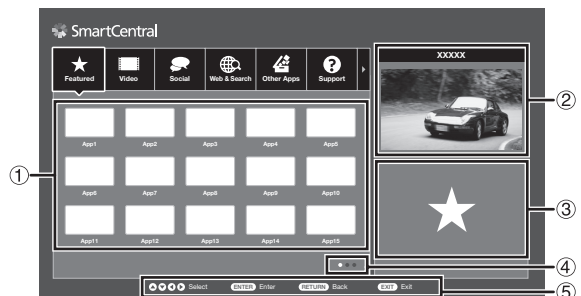 SmartCentral
Featured Video Social Web & Search Other Apps Support
XXXXX
②
App1 App2 App3 App4 App5
①
App6 App7 App8 App9 App10
③
App11 App12 App13 App14 App15
④
Select ENTER Enter RETURN Back EXIT Exit
⑤